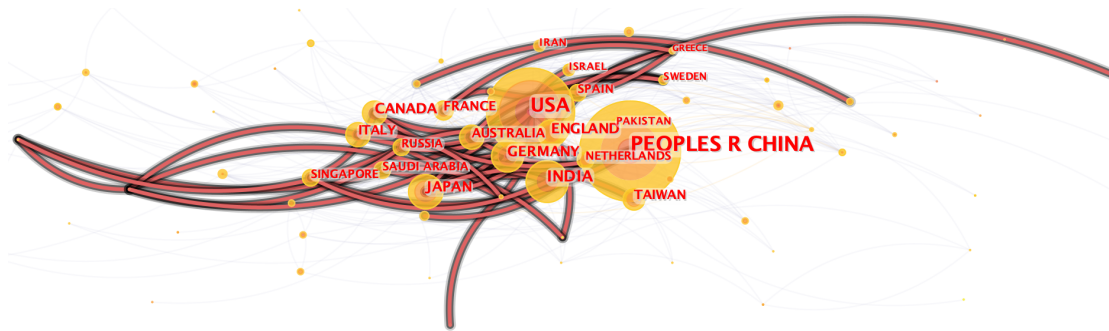 IRAN
GREECE
ISRAEL
SWEDEN
SPAIN
USA
CANADA
FRANCE
PAKISTAN
ITALY
AUSTRALIA
ENGLAND
RUSSIA
PEOPLES R CHINA
GERMANY
NETHERLANDS
SAUDI ARABIA
SINGAPORE
INDIA
JAPAN
TAIWAN